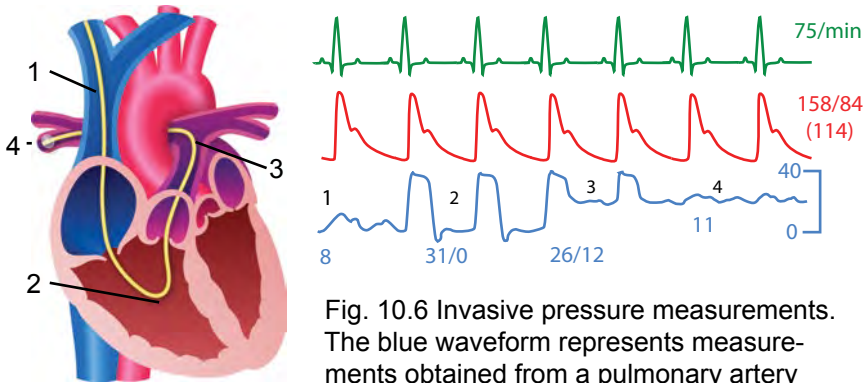 1
4
3
2
75/min
158/84
(114)
40
1 2 3 4
0
8 31/0 26/12 11
Fig. 10.6 Invasive pressure measurements.
The blue waveform represents measure-
ments obtained from a pulmonary artery